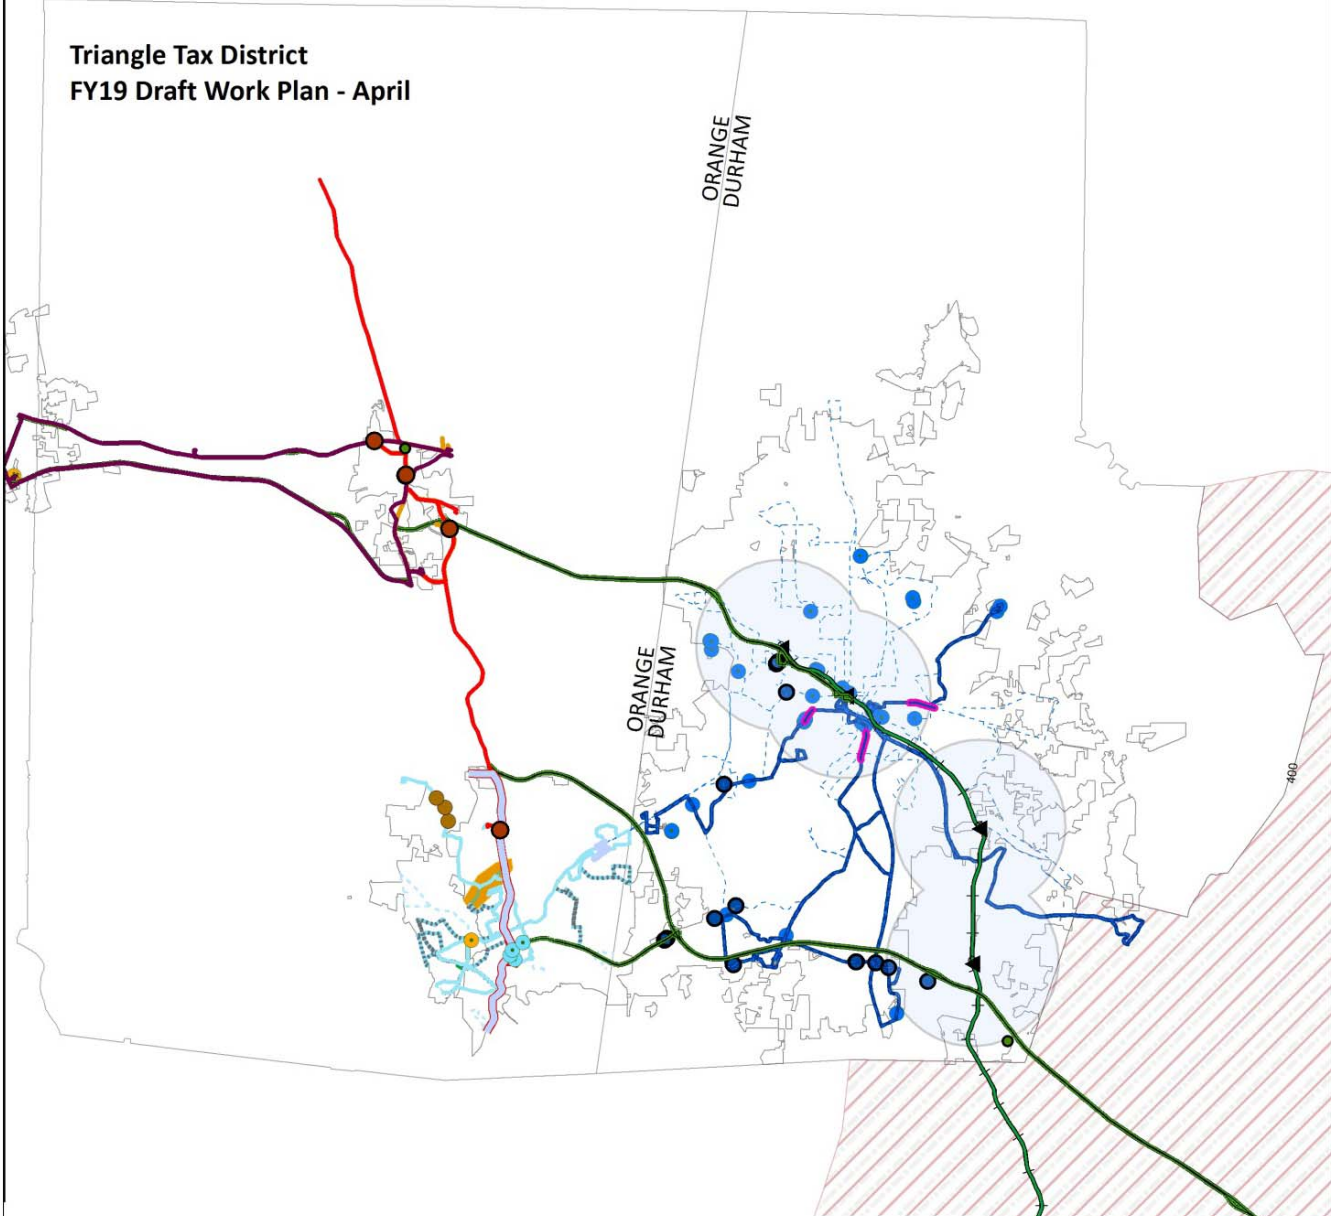 Triangle Tax District
FY19 Draft Work Plan - April
ORANGE
DURHAM
ORANGE
DURHAM
400